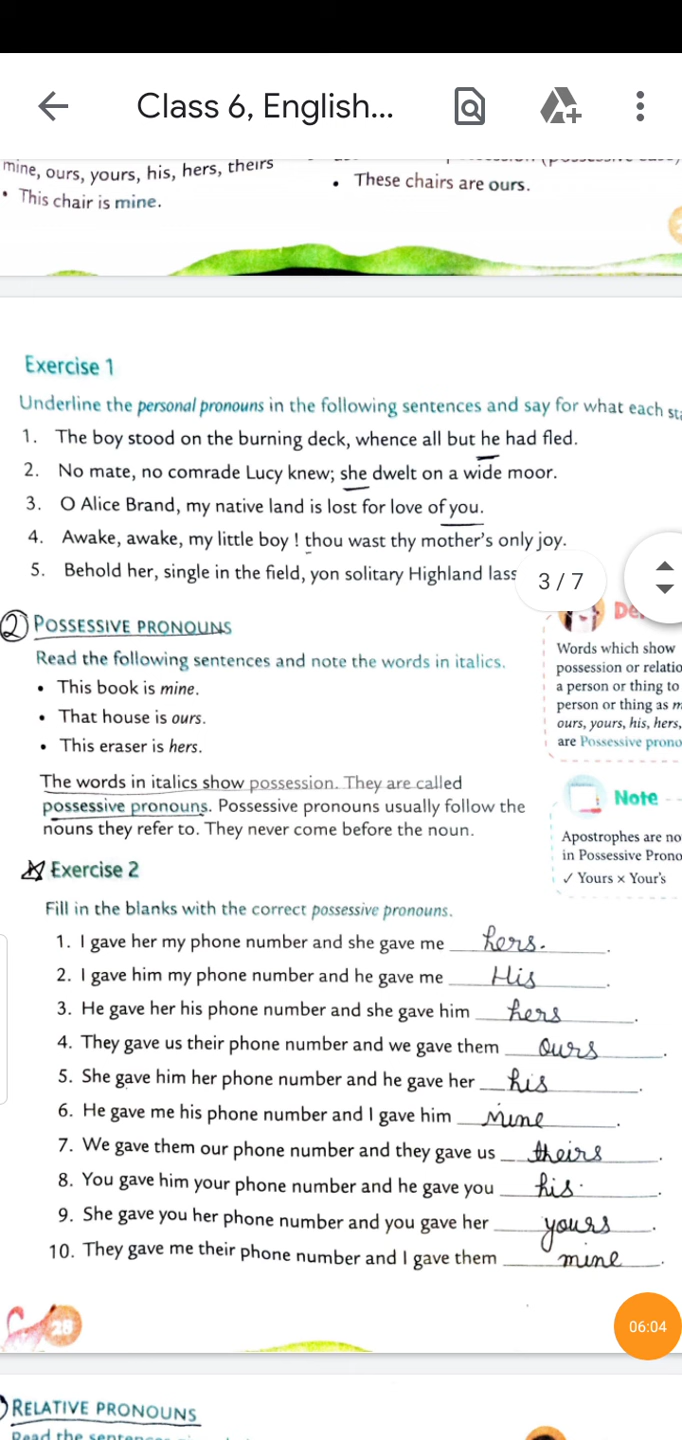 Class 6, English...
mine, ours, yours, his, hers, theirs
• This chair is mine.
• These chairs are ours.
Exercise 1
Underline the personal pronouns in the following sentences and say for what each
1. The boy stood on the burning deck, whence all but he had fled.
2. No mate, no comrade Lucy knew; she dwelt on a wide moor.
3. O Alice Brand, my native land is lost for love of you.
4. Awake, awake, my little boy ! thou wast thy mother's only joy.
5. Behold her, single in the field, yon solitary Highland lass
3 / 7
2 POSSESSIVE PRONOUNS
Read the following sentences and note the words in italics.
• This book is mine.
• That house is ours.
• This eraser is hers.
The words in italics show possession. They are called
possessive pronouns. Possessive pronouns usually follow the
nouns they refer to. They never come before the noun.
Words which show
possession or
a person or thing to
person or thing as
ours, yours, his, hers,
are Possessive
Note
Apostrophes are
in Possessive
✓ Yours × Your's
Exercise 2
Fill in the blanks with the correct possessive pronouns.
1. I gave her my phone number and she gave me hers.
2. I gave him my phone number and he gave me His.
3. He gave her his phone number and she gave him hers.
4. They gave us their phone number and we gave them ours.
5. She gave him her phone number and he gave her his.
6. He gave me his phone number and I gave him Mine.
7. We gave them our phone number and they gave us theirs.
8. You gave him your phone number and he gave you his.
9. She gave you her phone number and you gave her yours.
10. They gave me their phone number and I gave them mine.
28
06:04
RELATIVE PRONOUNS
Read the